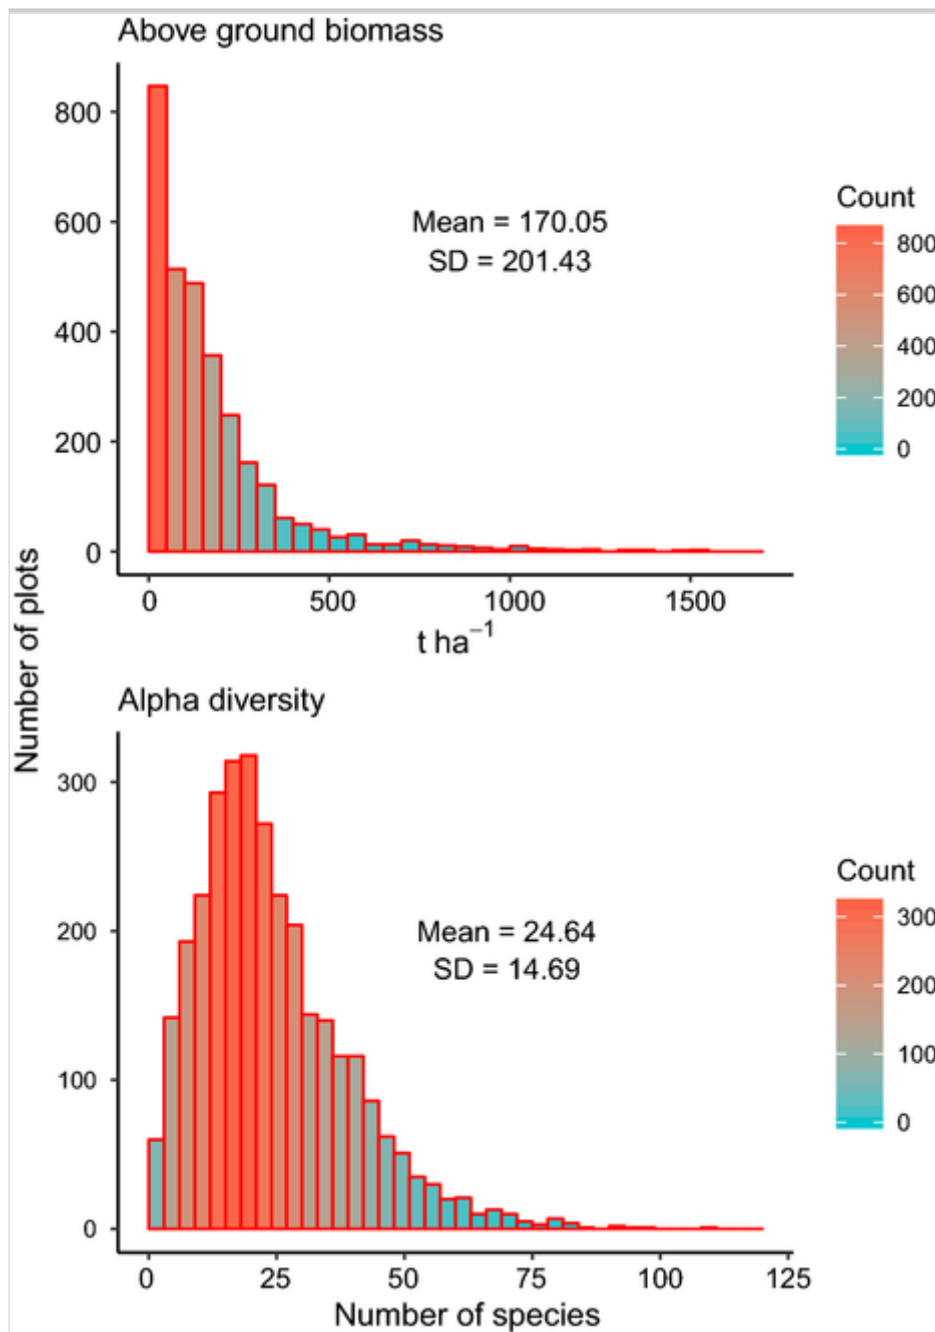 Above ground biomass
800
600
400
200
0
Mean = 170.05
SD = 201.43
Count
800
600
400
200
0
0 500 1000 1500
t ha⁻¹
Number of plots
Alpha diversity
300
200
100
0
Mean = 24.64
SD = 14.69
Count
300
200
100
0
0 25 50 75 100 125
Number of species